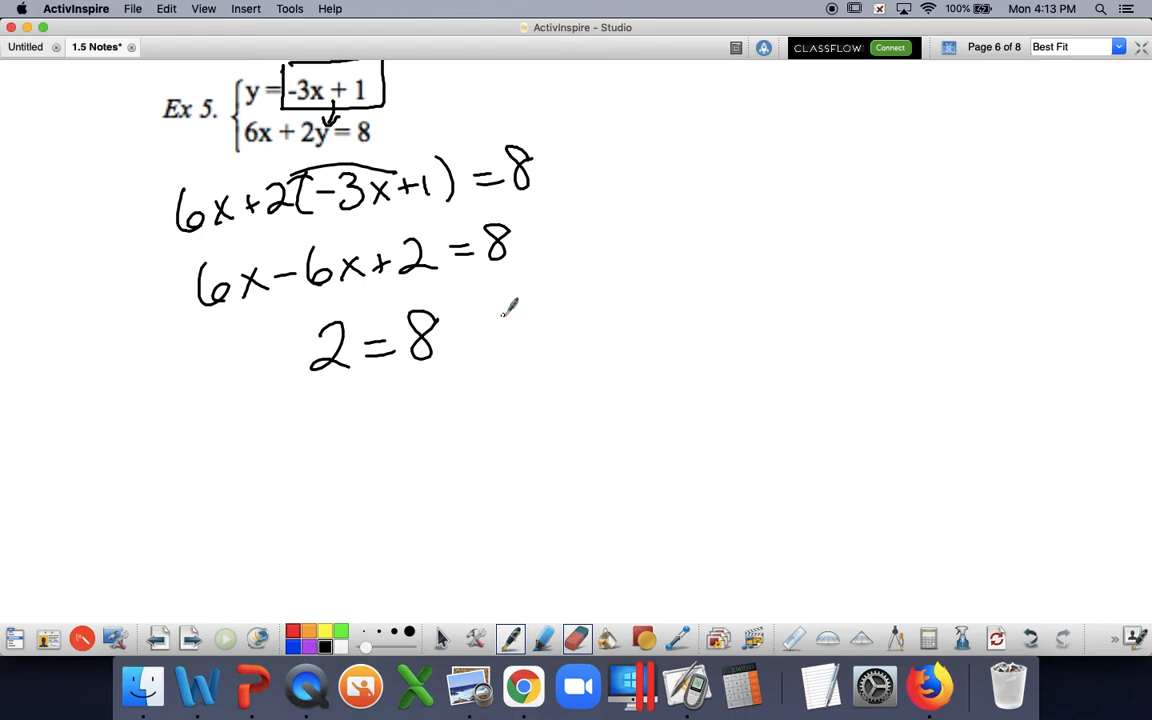 ActivInspire File Edit View Insert Tools Help 100% Mon 4:13 PM
ActivInspire - Studio
Untitled 1.5 Notes* CLASSFLOW Connect Page 6 of 8 Best Fit
Ex 5. y = -3x + 1
6x + 2y = 8
6x+2(-3x+1) =8
6x-6x+2 =8
2=8